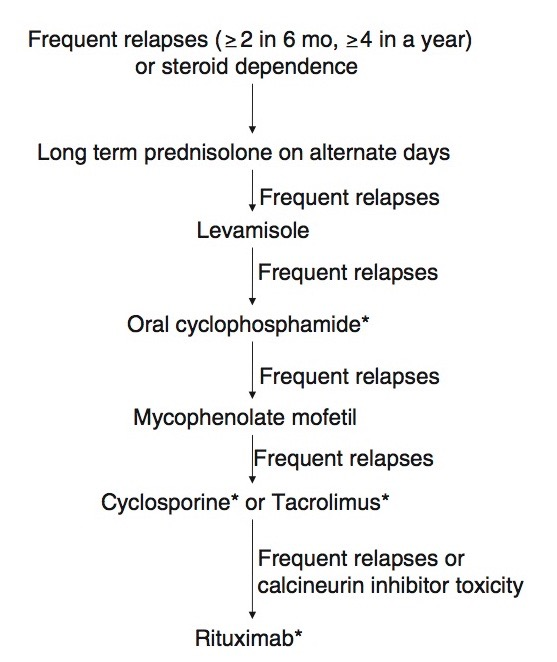 Frequent relapses (≥2 in 6 mo, ≥4 in a year)
or steroid dependence
Long term prednisolone on alternate days
Frequent relapses
Levamisole
Frequent relapses
Oral cyclophosphamide*
Frequent relapses
Mycophenolate mofetil
Frequent relapses
Cyclosporine* or Tacrolimus*
Frequent relapses or
calcineurin inhibitor toxicity
Rituximab*